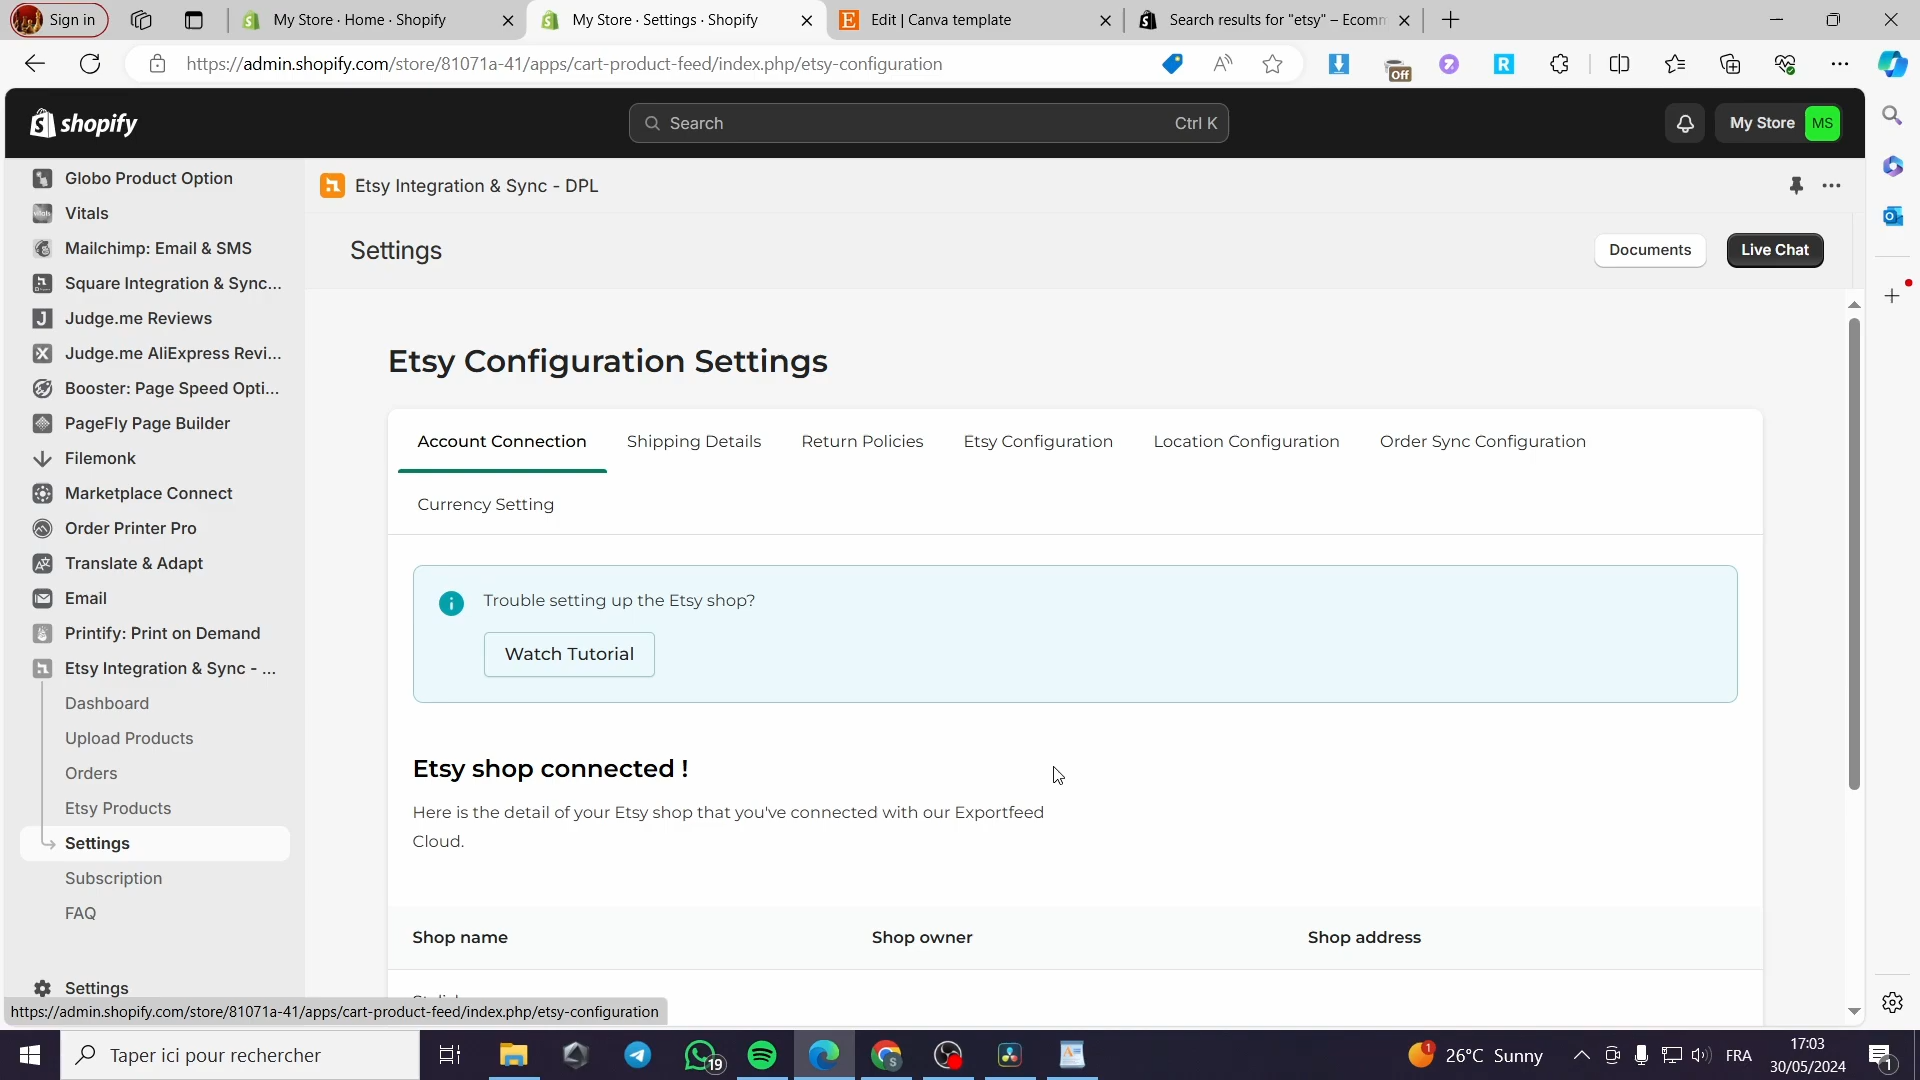 Sign in
My Store · Home · Shopify
My Store · Settings · Shopify
Edit | Canva template
Search results for "etsy" – Ecomm
https://admin.shopify.com/store/81071a-41/apps/cart-product-feed/index.php/etsy-configuration
Off
shopify
Search
Ctrl K
My Store
MS
Globo Product Option
Vitals
Mailchimp: Email & SMS
Square Integration & Sync...
Judge.me Reviews
Judge.me AliExpress Revi...
Booster: Page Speed Opti...
PageFly Page Builder
Filemonk
Marketplace Connect
Order Printer Pro
Translate & Adapt
Email
Printify: Print on Demand
Etsy Integration & Sync - ...
Dashboard
Upload Products
Orders
Etsy Products
Settings
Subscription
FAQ
Settings
https://admin.shopify.com/store/81071a-41/apps/cart-product-feed/index.php/etsy-configuration
Etsy Integration & Sync - DPL
Settings
Documents
Live Chat
Etsy Configuration Settings
Account Connection
Shipping Details
Return Policies
Etsy Configuration
Location Configuration
Order Sync Configuration
Currency Setting
Trouble setting up the Etsy shop?
Watch Tutorial
Etsy shop connected !
Here is the detail of your Etsy shop that you've connected with our Exportfeed
Cloud.
Shop name
Shop owner
Shop address
Taper ici pour rechercher
19
1
26°C Sunny
FRA
17:03
30/05/2024
1